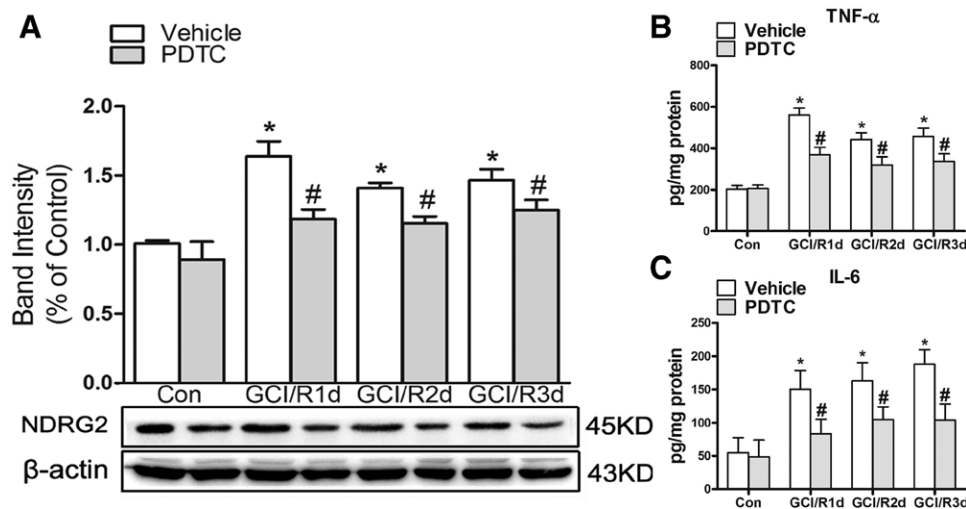 A
Vehicle
PDTC
Band Intensity
(% of Control)
2.0
1.5
1.0
0.5
0.0
* # * # * #
Con GCI/R1d GCI/R2d GCI/R3d
NDRG2 45KD
β-actin 43KD
B
TNF-α
Vehicle
PDTC
pg/mg protein
800
600
400
200
0
* # * # * #
Con GCI/R1d GCI/R2d GCI/R3d
C
IL-6
Vehicle
PDTC
pg/mg protein
250
200
150
100
50
0
* # * # * #
Con GCI/R1d GCI/R2d GCI/R3d